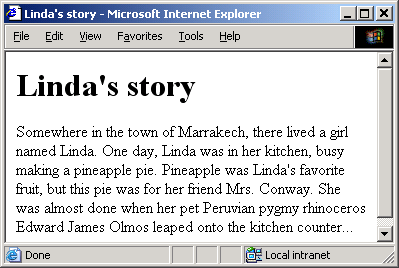 Linda's story - Microsoft Internet Explorer
File Edit View Favorites Tools Help
Linda's story
Somewhere in the town of Marrakech, there lived a girl
named Linda. One day, Linda was in her kitchen, busy
making a pineapple pie. Pineapple was Linda's favorite
fruit, but this pie was for her friend Mrs. Conway. She
was almost done when her pet Peruvian pygmy rhinoceros
Edward James Olmos leaped onto the kitchen counter...
Done Local intranet